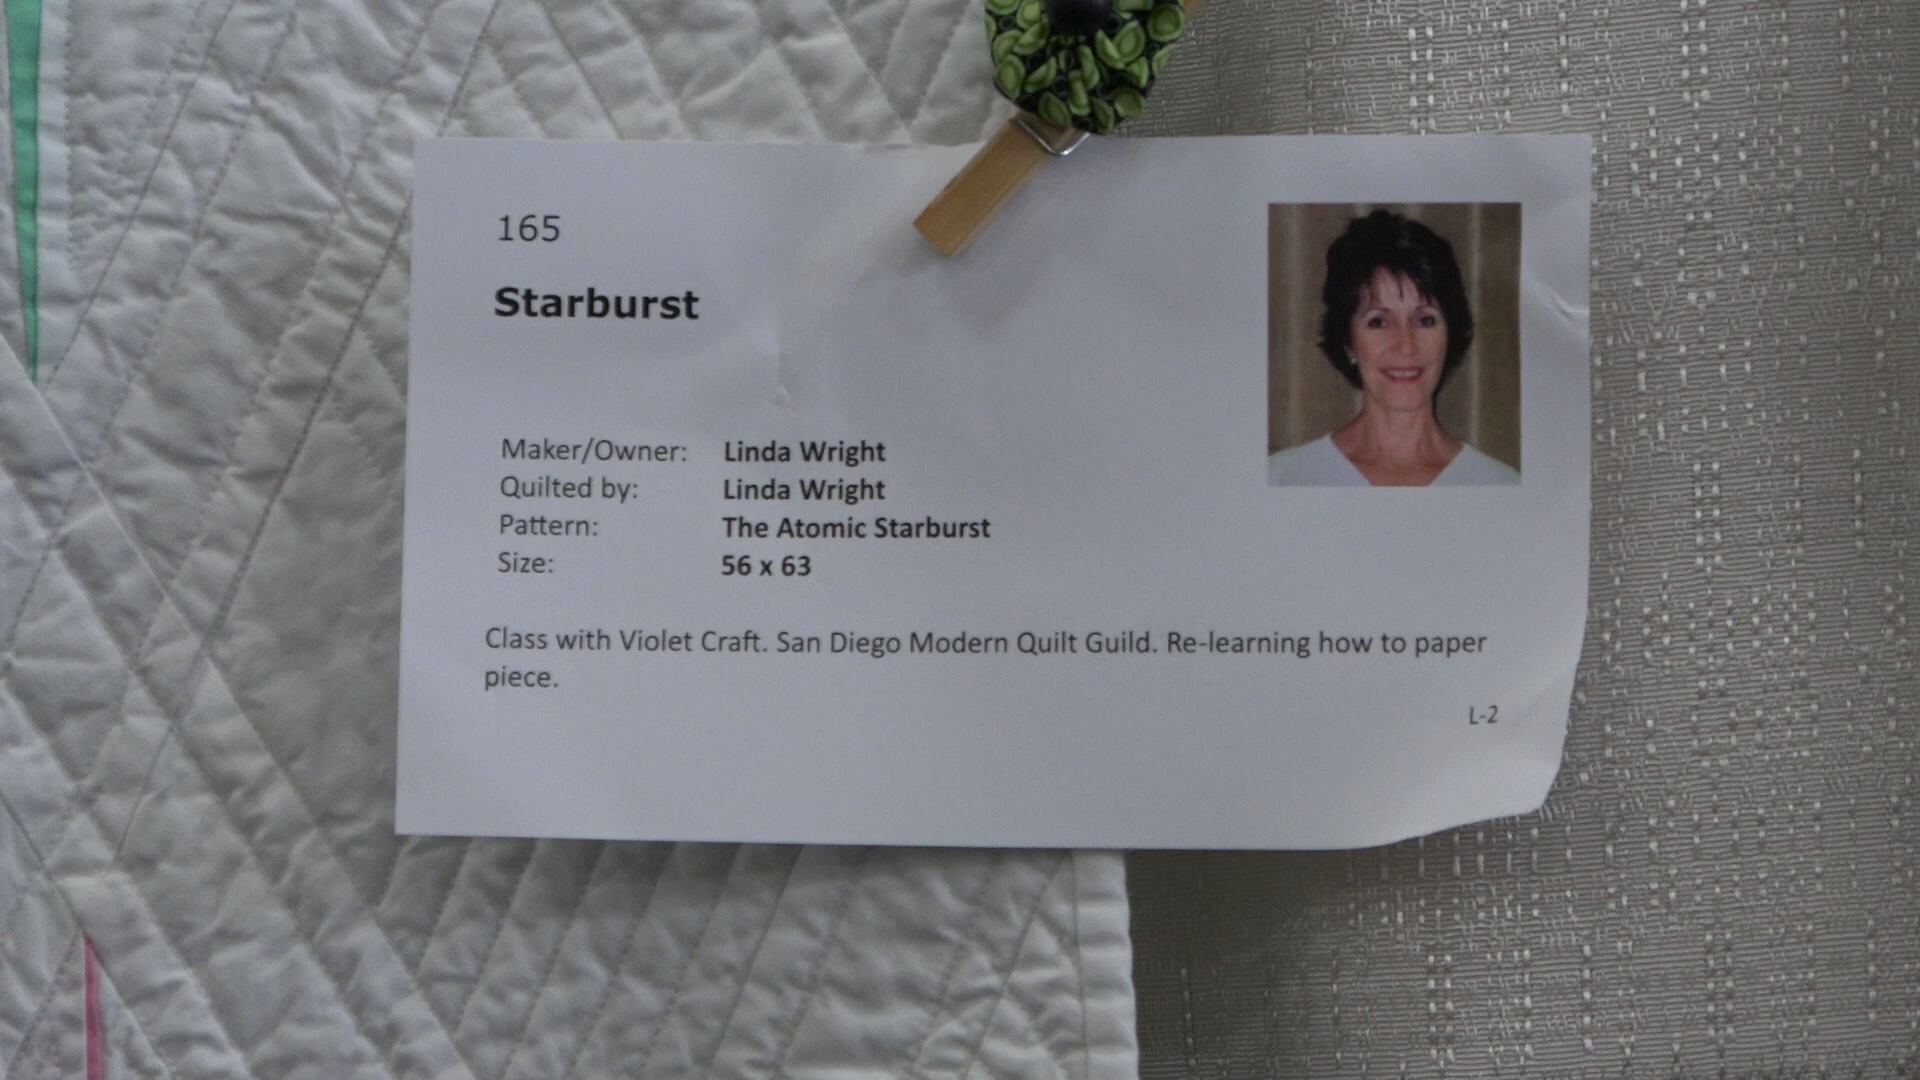 165
Starburst
Maker/Owner: Linda Wright
Quilted by: Linda Wright
Pattern: The Atomic Starburst
Size: 56 x 63
Class with Violet Craft. San Diego Modern Quilt Guild. Re-learning how to paper
piece.
L-2